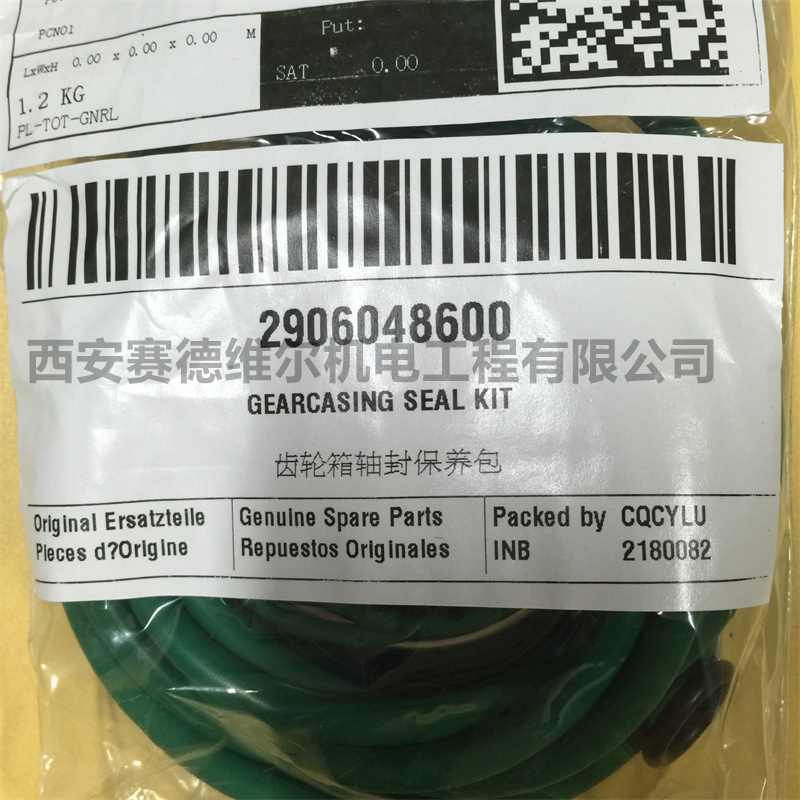 PCN01
LxWxH 0.00 x 0.00 x 0.00 M
1.2 KG
PL-TOT-GNRL
Put:
SAT 0.00
2906048600
西安赛德维尔机电工程有限公司
GEARCASING SEAL KIT
齿轮箱轴封保养包
Original Ersatzteile
Pieces d?Origine
Genuine Spare Parts
Repuestos Originales
Packed by CQCYLU
INB 2180082